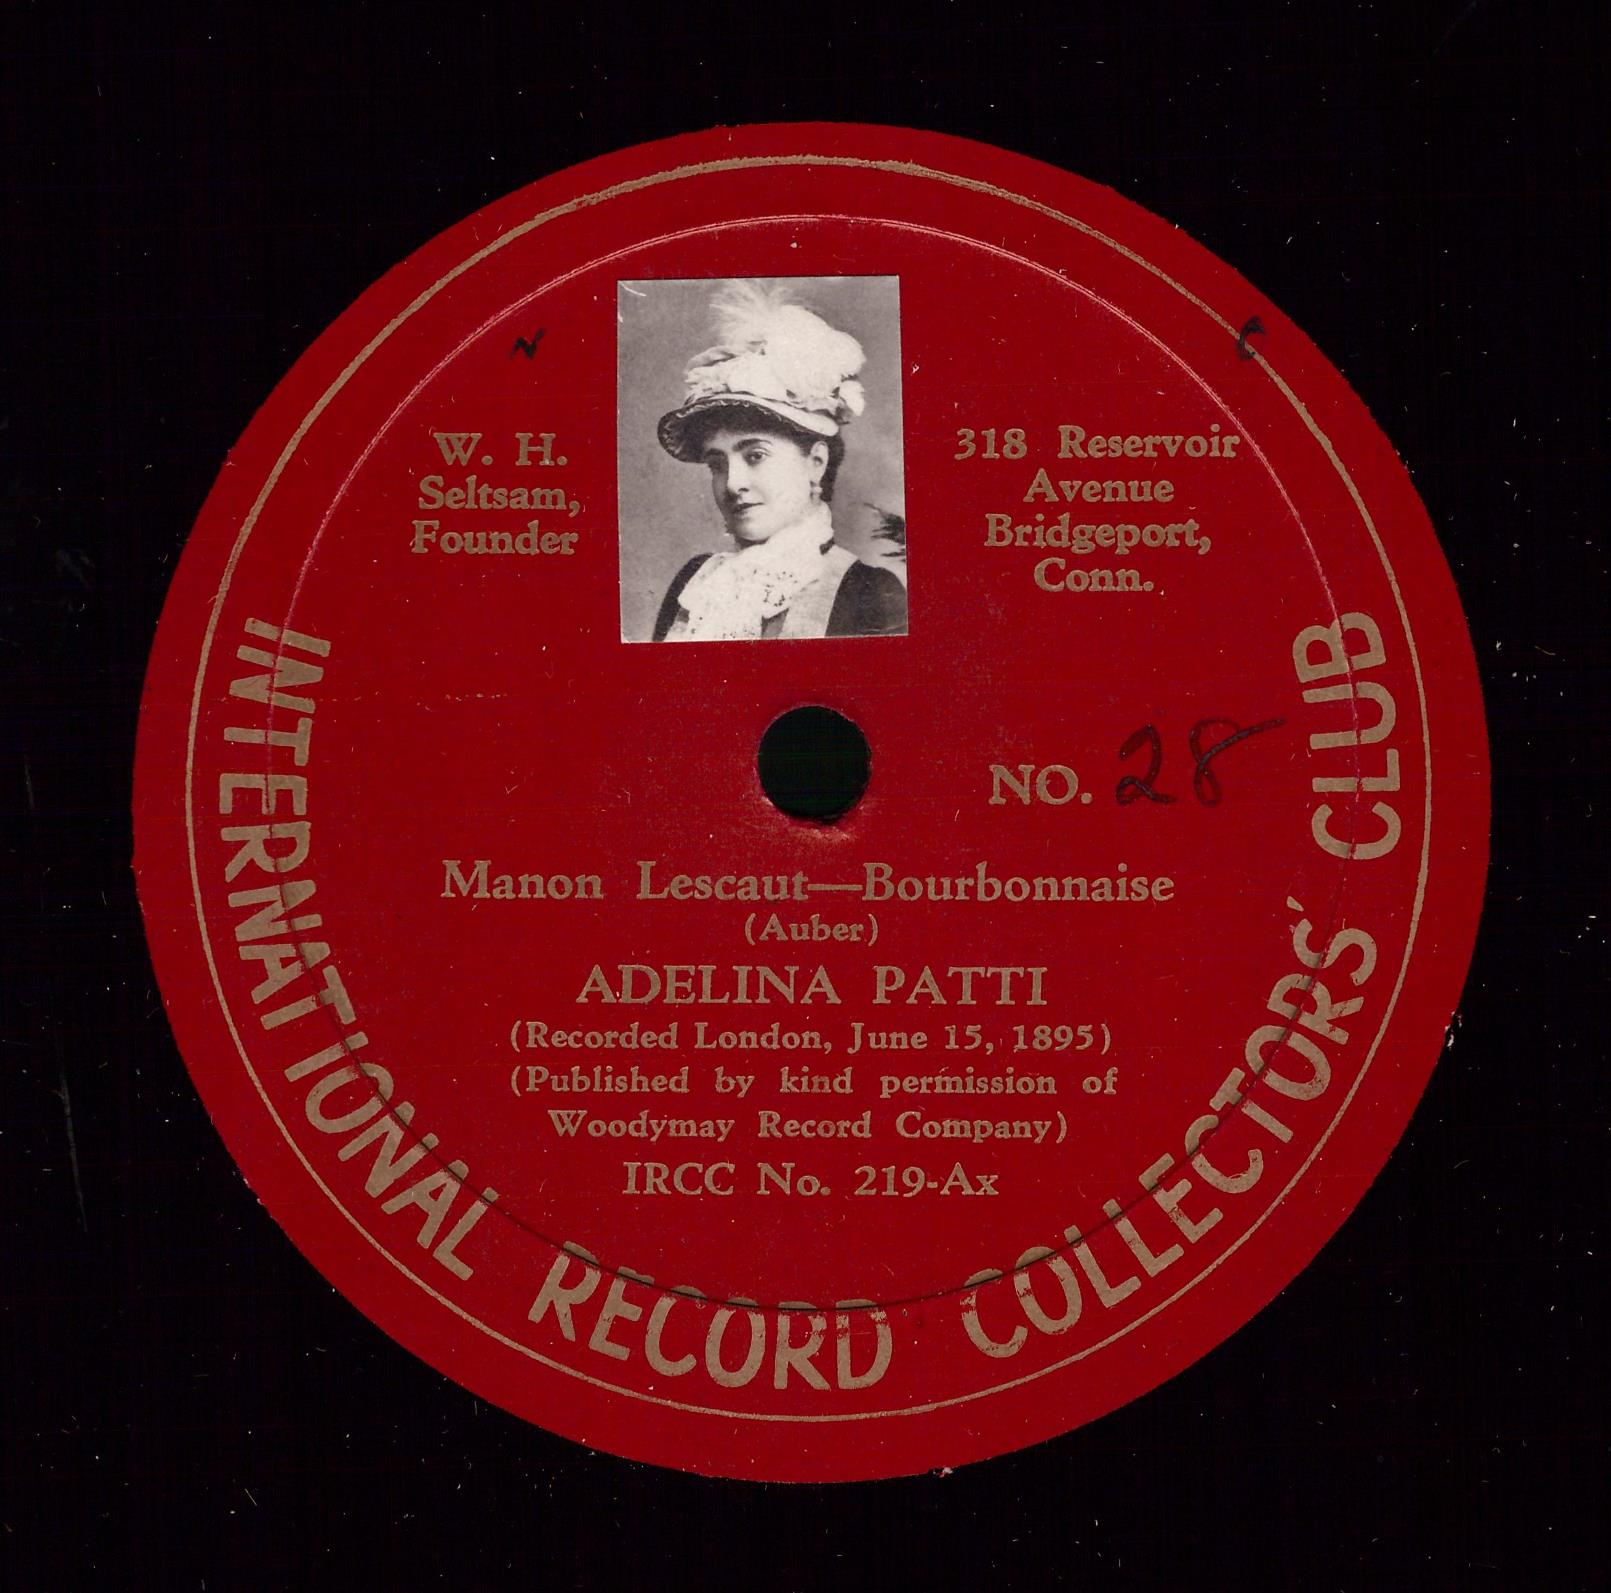 W. H.
Seltsam,
Founder
318 Reservoir
Avenue
Bridgeport,
Conn.
NO. 28
Manon Lescaut—Bourbonnaise
(Auber)
ADELINA PATTI
(Recorded London, June 15, 1895)
(Published by kind permission of
Woodymay Record Company)
IRCC No. 219-Ax
INTERNATIONAL RECORD COLLECTORS' CLUB